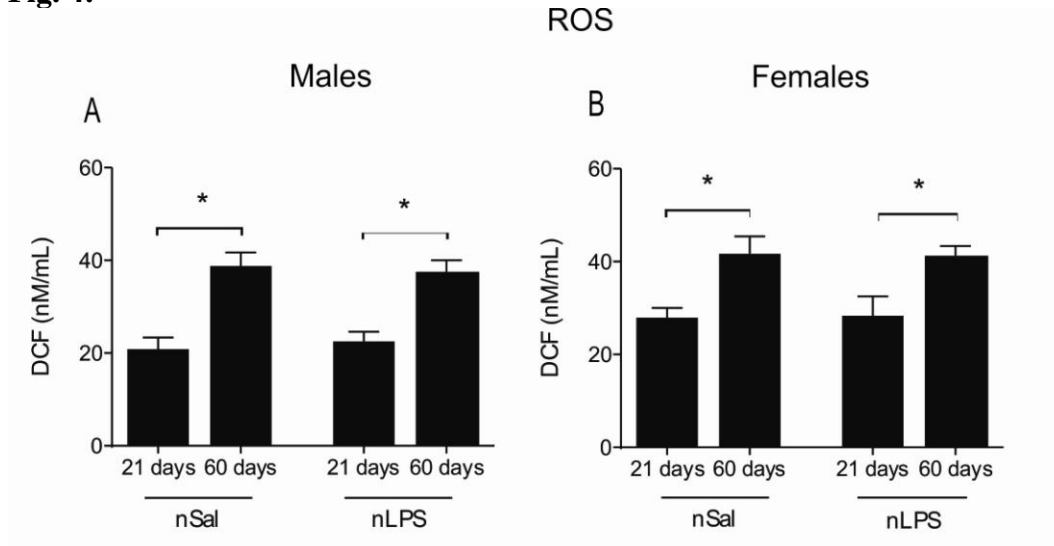 Fig. 4.
ROS
Males
Females
A
B
60
40
20
0
DCF (nM/mL)
*
*
21 days 60 days
21 days 60 days
nSal
nLPS
60
40
20
0
DCF (nM/mL)
*
*
21 days 60 days
21 days 60 days
nSal
nLPS